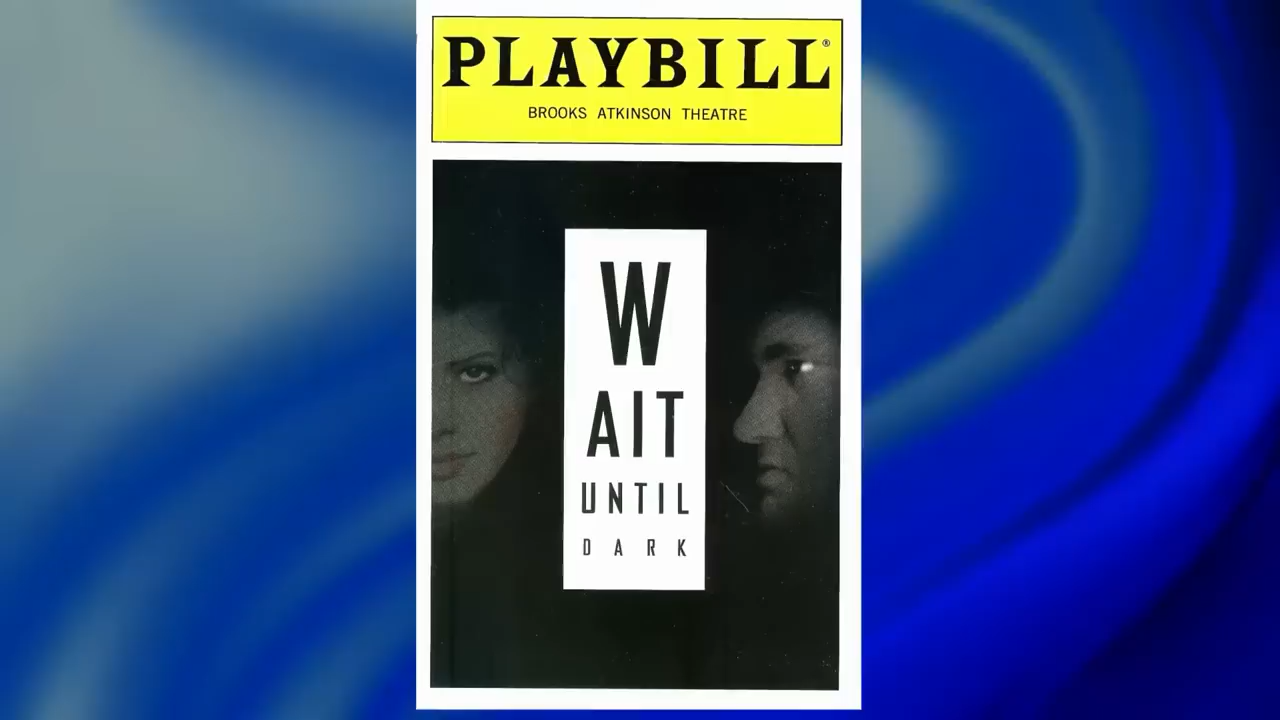 PLAYBILL®
BROOKS ATKINSON THEATRE
W
AIT
UNTIL
DARK